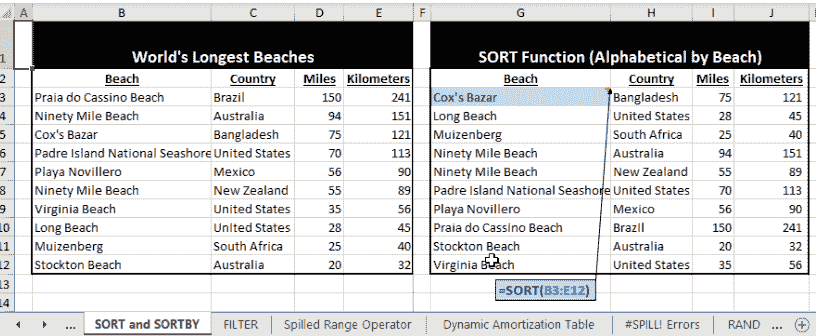 A B C D E F G H I J
1 World's Longest Beaches SORT Function (Alphabetical by Beach)
2 Beach Country Miles Kilometers Beach Country Miles Kilometers
3 Praia do Cassino Beach Brazil 150 241 Cox's Bazar Bangladesh 75 121
4 Ninety Mile Beach Australia 94 151 Long Beach United States 28 45
5 Cox's Bazar Bangladesh 75 121 Muizenberg South Africa 25 40
6 Padre Island National Seashore United States 70 113 Ninety Mile Beach Australia 94 151
7 Playa Novillero Mexico 56 90 Ninety Mile Beach New Zealand 55 89
8 Ninety Mile Beach New Zealand 55 89 Padre Island National Seashore United States 70 113
9 Virginia Beach United States 35 56 Playa Novillero Mexico 56 90
10 Long Beach United States 28 45 Praia do Cassino Beach Brazil 150 241
11 Muizenberg South Africa 25 40 Stockton Beach Australia 20 32
12 Stockton Beach Australia 20 32 Virginia Beach United States 35 56
13 =SORT(B3:E12)
14
... SORT and SORTBY FILTER Spilled Range Operator Dynamic Amortization Table #SPILL! Errors RAND ...